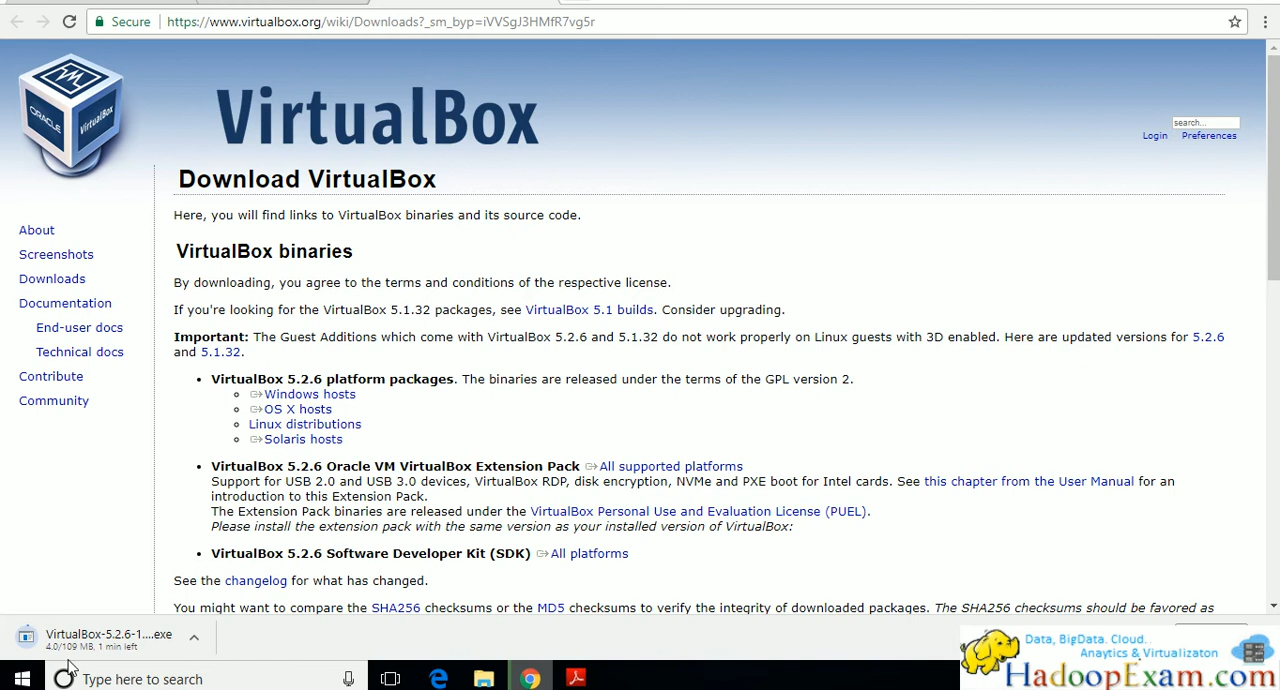 Secure https://www.virtualbox.org/wiki/Downloads?_sm_byp=iVVSgJ3HMfR7vg5r
VM
ORACLE
VirtualBox
VirtualBox
search...
Login Preferences
Download VirtualBox
Here, you will find links to VirtualBox binaries and its source code.
About
Screenshots
Downloads
Documentation
End-user docs
Technical docs
Contribute
Community
VirtualBox binaries
By downloading, you agree to the terms and conditions of the respective license.
If you're looking for the VirtualBox 5.1.32 packages, see VirtualBox 5.1 builds. Consider upgrading.
Important: The Guest Additions which come with VirtualBox 5.2.6 and 5.1.32 do not work properly on Linux guests with 3D enabled. Here are updated versions for 5.2.6
and 5.1.32.
• VirtualBox 5.2.6 platform packages. The binaries are released under the terms of the GPL version 2.
Windows hosts
OS X hosts
Linux distributions
Solaris hosts
• VirtualBox 5.2.6 Oracle VM VirtualBox Extension Pack All supported platforms
Support for USB 2.0 and USB 3.0 devices, VirtualBox RDP, disk encryption, NVMe and PXE boot for Intel cards. See this chapter from the User Manual for an
introduction to this Extension Pack.
The Extension Pack binaries are released under the VirtualBox Personal Use and Evaluation License (PUEL).
Please install the extension pack with the same version as your installed version of VirtualBox:
• VirtualBox 5.2.6 Software Developer Kit (SDK) All platforms
See the changelog for what has changed.
You might want to compare the SHA256 checksums or the MD5 checksums to verify the integrity of downloaded packages. The SHA256 checksums should be favored as
VirtualBox-5.2.6-1....exe
4.0/109 MB, 1 min left
Type here to search
Data, BigData. Cloud..
Anaytics & Virtualizaton
HadoopExam.com